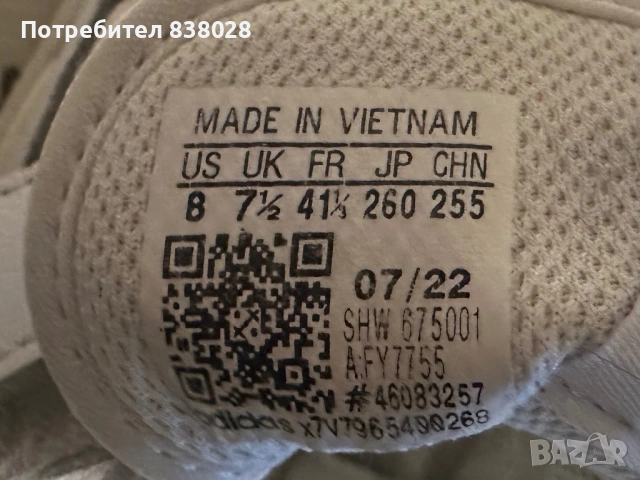 Потребител 838028
MADE IN VIETNAM
US UK FR JP CHN
8 7½ 41⅓ 260 255
07/22
SHW 675001
A:FY7755
#46083257
adidas x7V7965400268
BAZAR